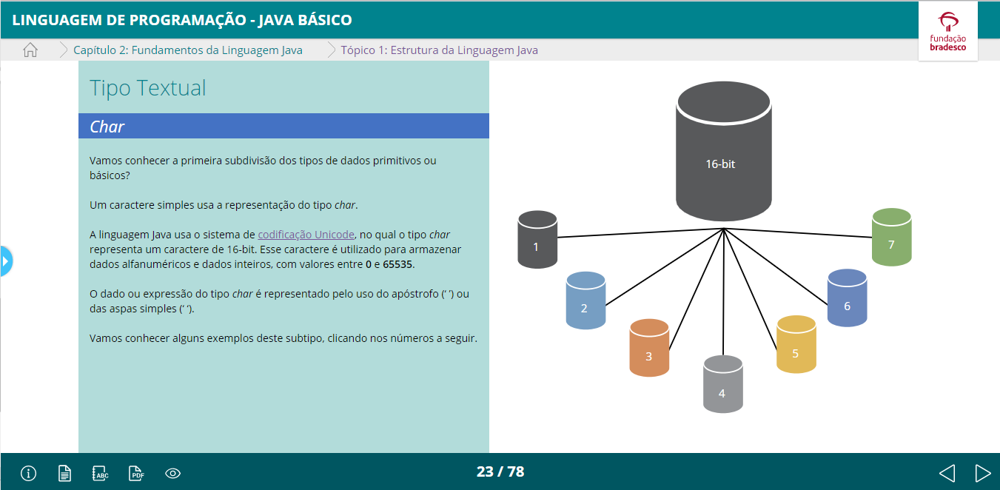 LINGUAGEM DE PROGRAMAÇÃO - JAVA BÁSICO
fundação
bradesco
Capítulo 2: Fundamentos da Linguagem Java
Tópico 1: Estrutura da Linguagem Java
Tipo Textual
Char
Vamos conhecer a primeira subdivisão dos tipos de dados primitivos ou
básicos?
Um caractere simples usa a representação do tipo char.
A linguagem Java usa o sistema de codificação Unicode, no qual o tipo char
representa um caractere de 16-bit. Esse caractere é utilizado para armazenar
dados alfanuméricos e dados inteiros, com valores entre 0 e 65535.
O dado ou expressão do tipo char é representado pelo uso do apóstrofo (‘ ’) ou
das aspas simples (‘ ‘).
Vamos conhecer alguns exemplos deste subtipo, clicando nos números a seguir.
16-bit
1
2
3
4
5
6
7
ABC
PDF
23 / 78